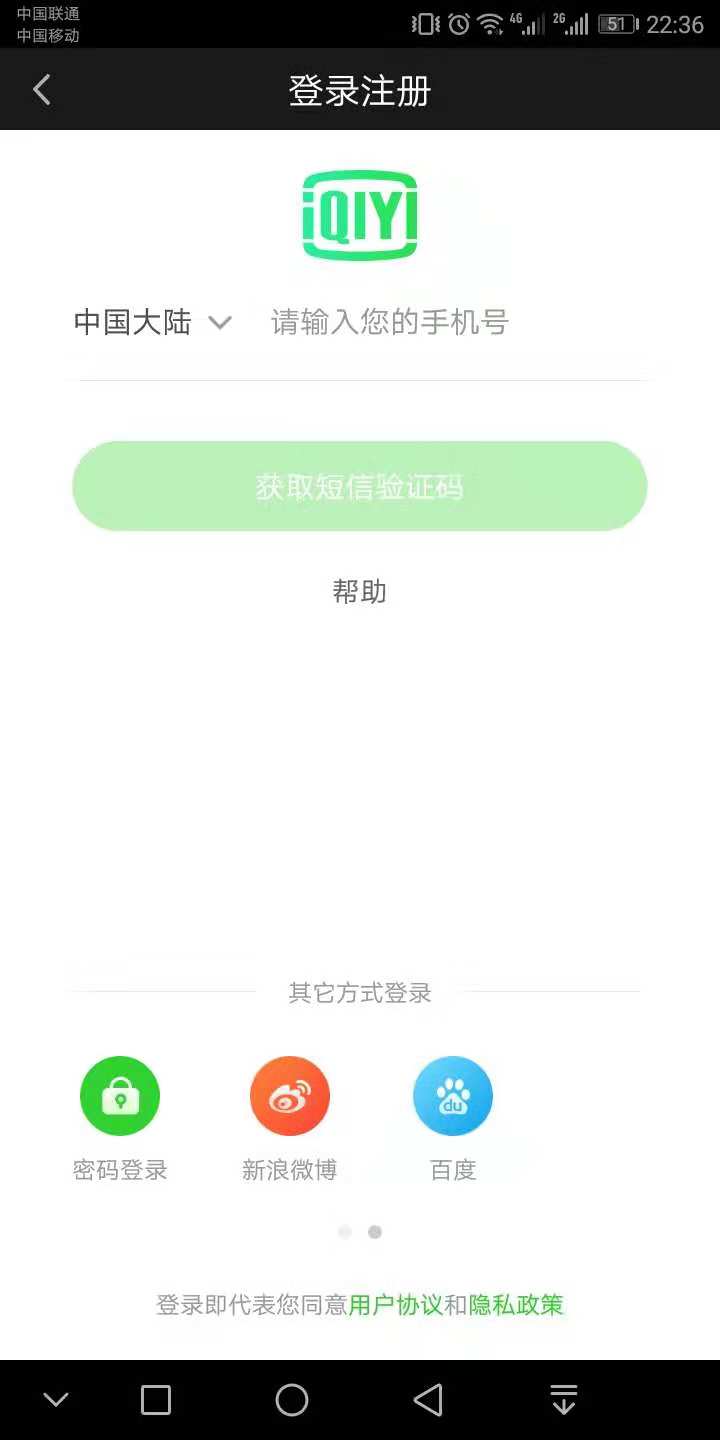 中国联通
中国移动
4G 2G 51 22:36
登录注册
iQIYI
中国大陆 请输入您的手机号
获取短信验证码
帮助
其它方式登录
du
密码登录 新浪微博 百度
登录即代表您同意用户协议和隐私政策